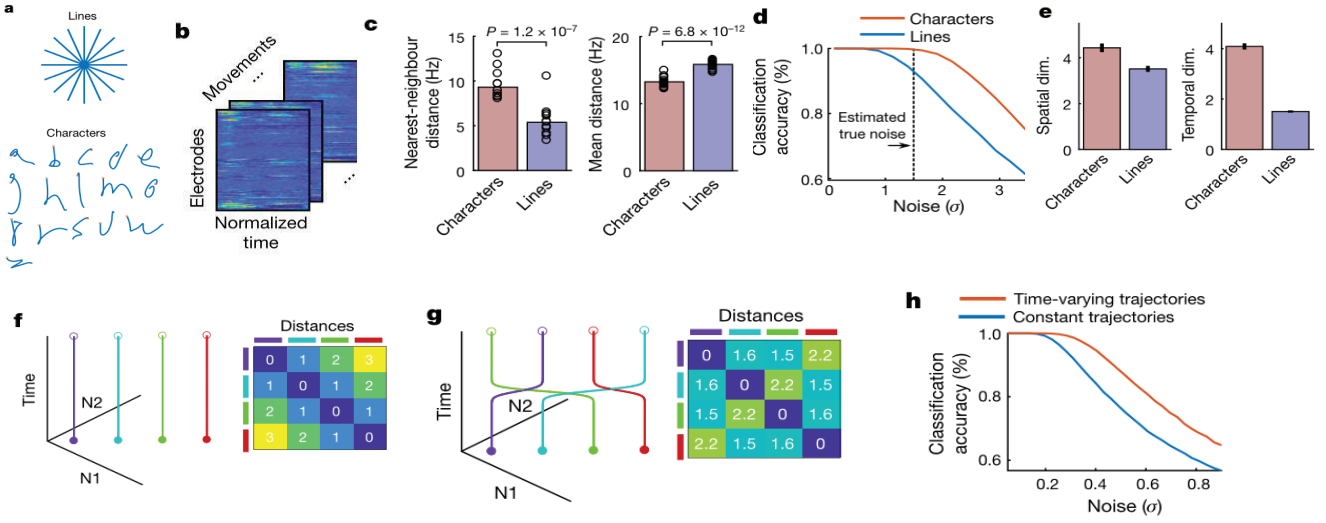 a
Lines
Characters
a b c d e
g h l m o
p r s u w
z
b
Movements
...
...
Electrodes
Normalized
time
c
P = 1.2 × 10⁻⁷
Nearest-neighbour
distance (Hz)
15
10
5
0
Characters
Lines
P = 6.8 × 10⁻¹²
Mean distance (Hz)
20
10
0
Characters
Lines
d
Characters
Lines
Classification
accuracy (%)
1.0
0.8
0.6
Estimated
true noise
0 1 2 3
Noise (σ)
e
Spatial dim.
4
2
0
Characters
Lines
Temporal dim.
4
2
0
Characters
Lines
f
Time
N2
N1
Distances
0 1 2 3
1 0 1 2
2 1 0 1
3 2 1 0
g
Time
N2
N1
Distances
0 1.6 1.5 2.2
1.6 0 2.2 1.5
1.5 2.2 0 1.6
2.2 1.5 1.6 0
h
Time-varying trajectories
Constant trajectories
Classification
accuracy (%)
1.0
0.8
0.6
0.2 0.4 0.6 0.8
Noise (σ)